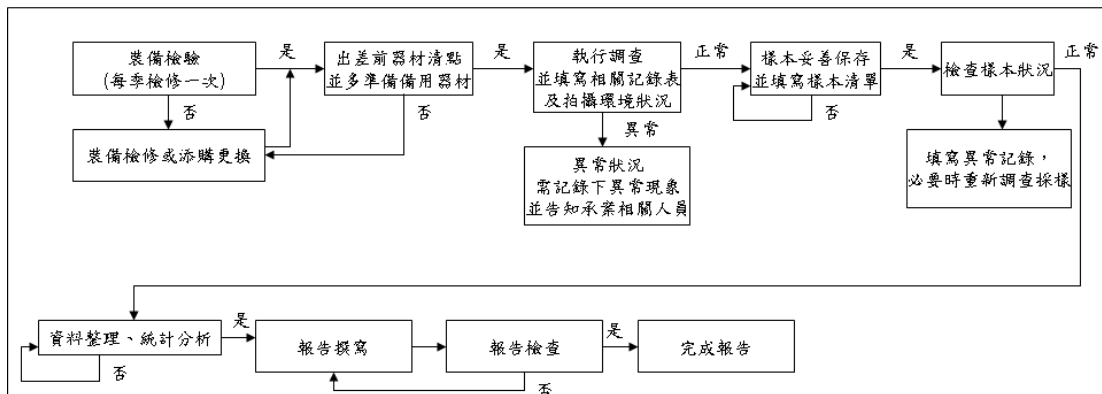 裝備檢驗
(每季檢修一次)
是
否
裝備檢修或添購更換
出差前器材清點
並多準備備用器材
是
否
執行調查
並填寫相關記錄表
及拍攝環境狀況
正常
異常
異常狀況
需記錄下異常現象
並告知承業相關人員
樣本妥善保存
並填寫樣本清單
是
否
檢查樣本狀況
正常
填寫異常記錄，
必要時重新調查採樣
資料整理、統計分析
是
否
報告撰寫
報告檢查
是
否
完成報告